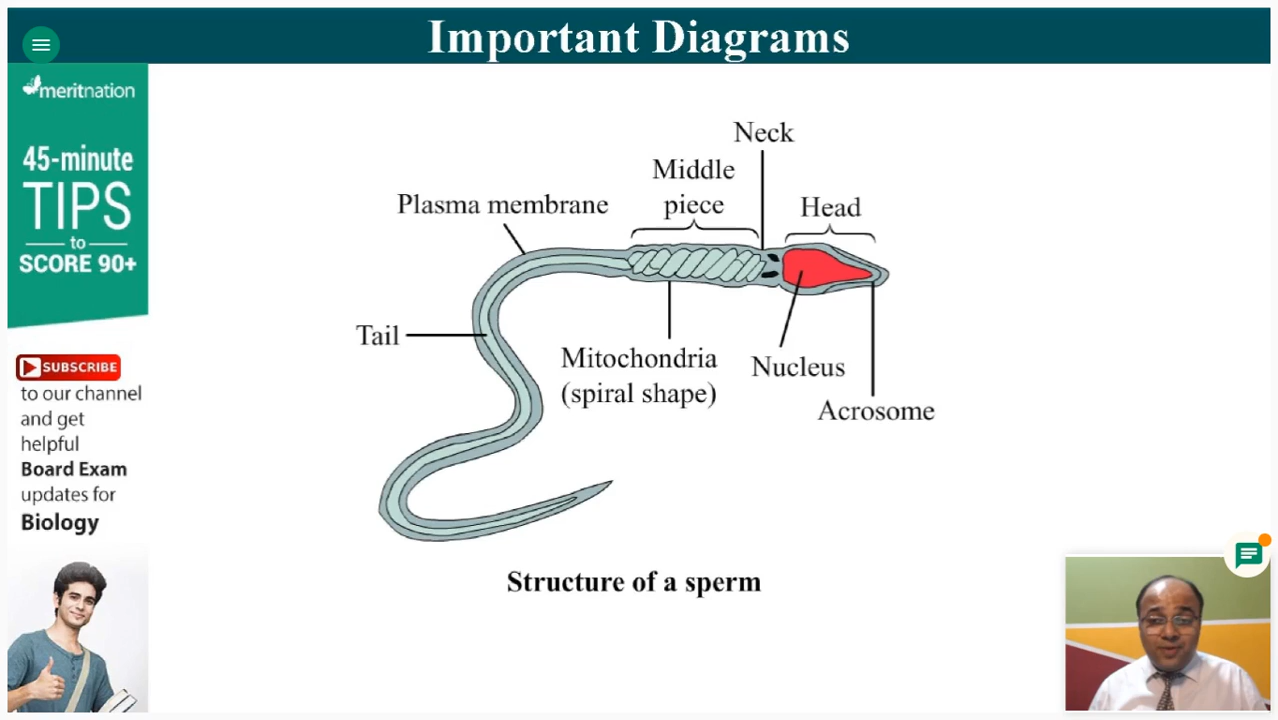 Important Diagrams
meritnation
45-minute
TIPS
to
SCORE 90+
SUBSCRIBE
to our channel
and get
helpful
Board Exam
updates for
Biology
Neck
Middle
piece
Head
Plasma membrane
Tail
Mitochondria
(spiral shape)
Nucleus
Acrosome
Structure of a sperm